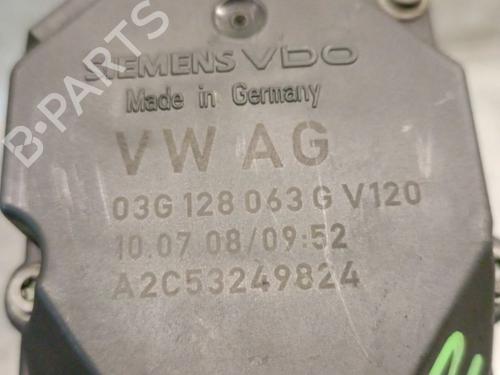 B-PARTS
SIEMENS VDO
Made in Germany
VW AG
03G 128 063 G V120
10.07 08/09:52
A2C53249824